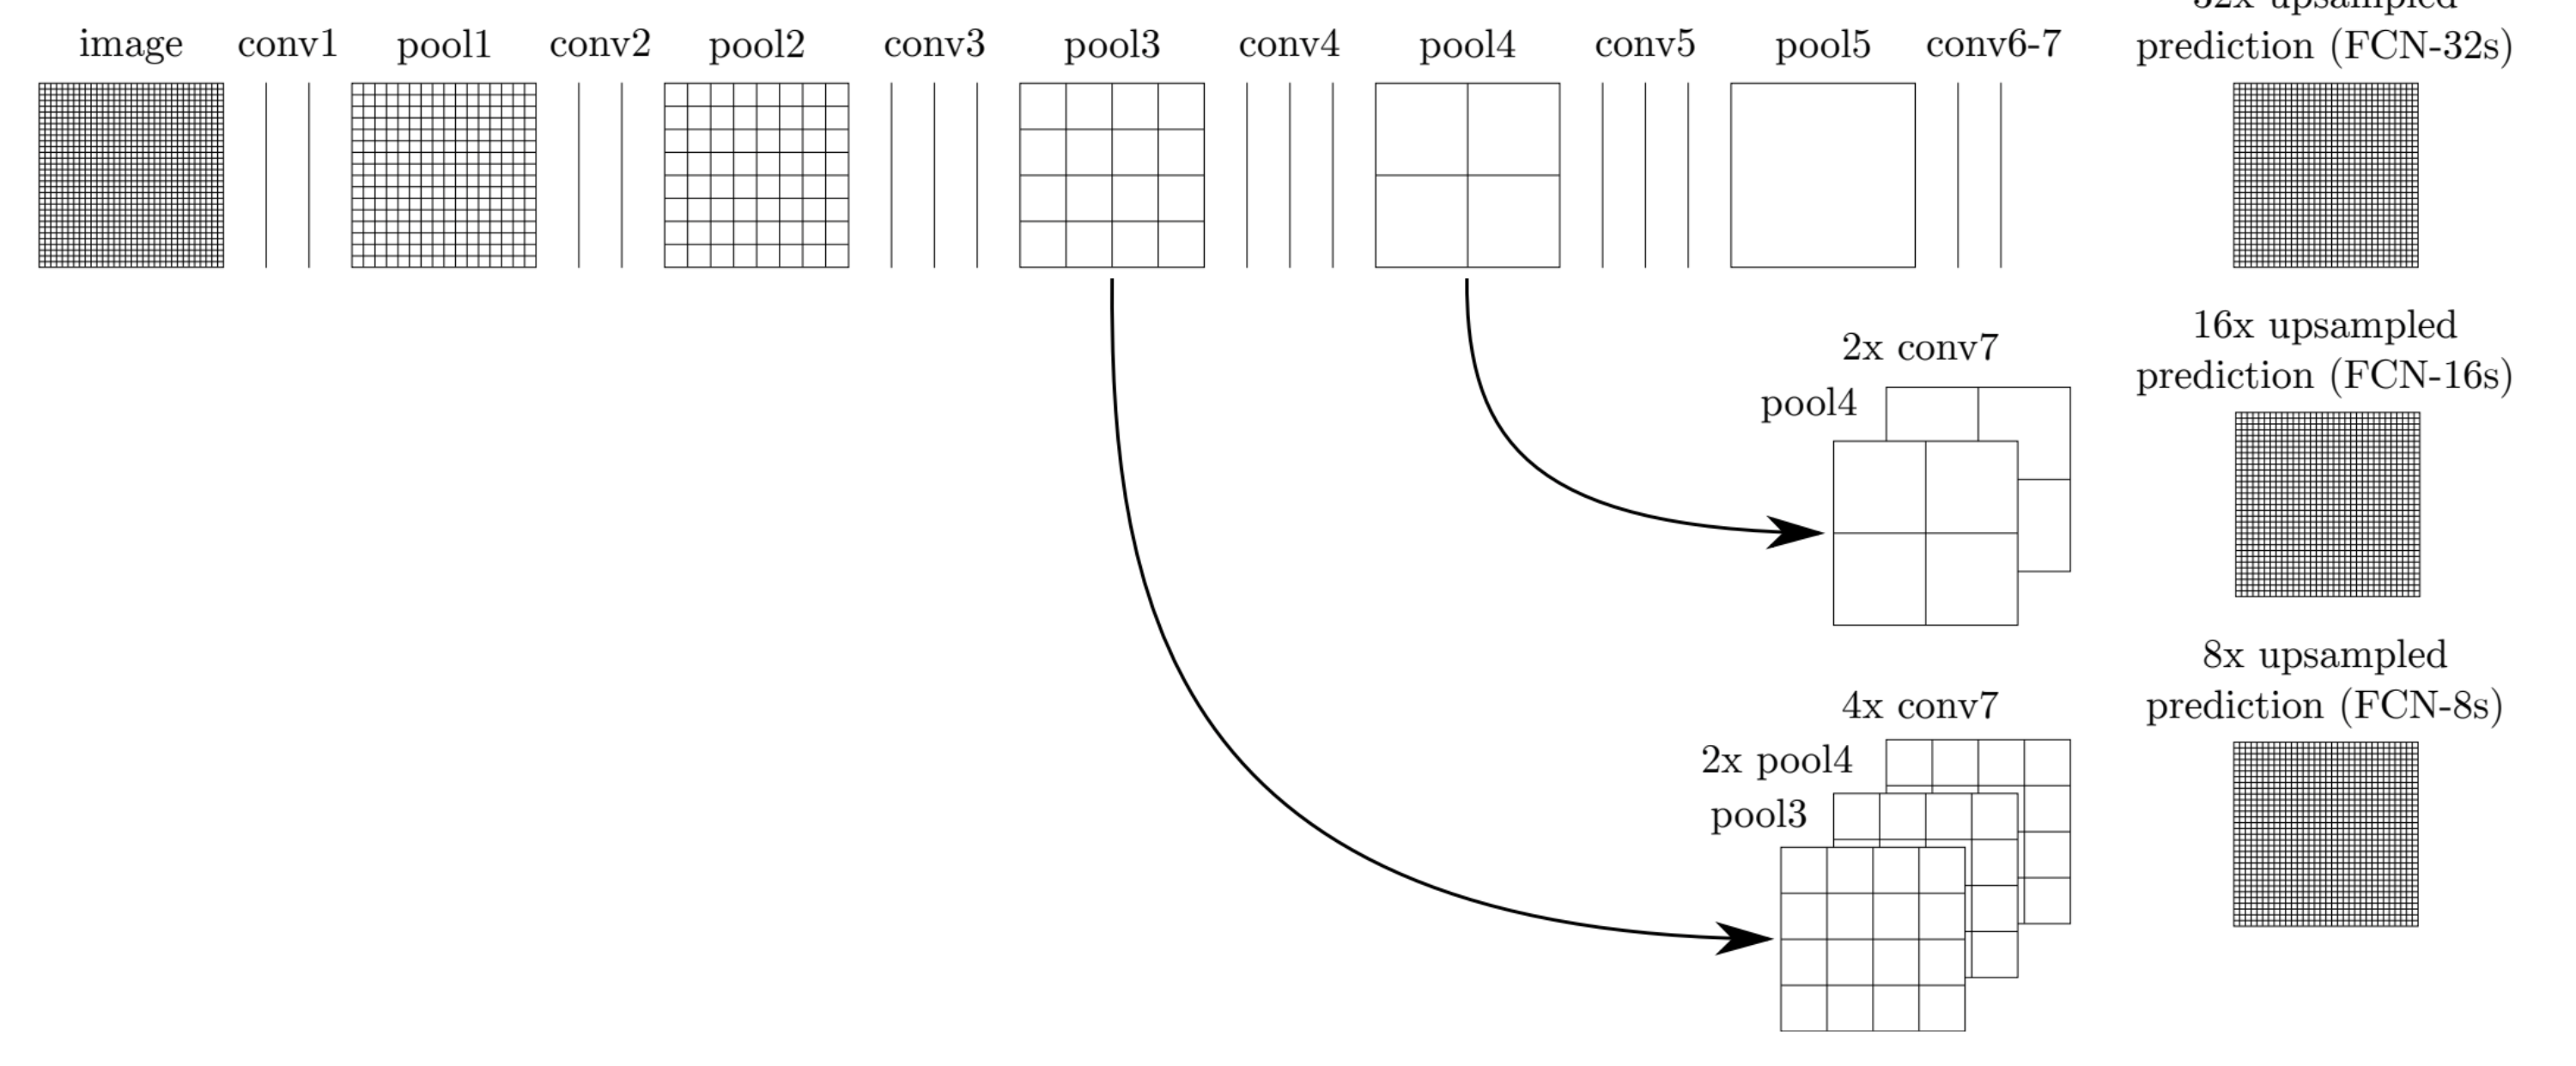 image conv1 pool1 conv2 pool2 conv3 pool3 conv4 pool4 conv5 pool5 conv6-7
32x upsampled
prediction (FCN-32s)
2x conv7
pool4
16x upsampled
prediction (FCN-16s)
4x conv7
2x pool4
pool3
8x upsampled
prediction (FCN-8s)